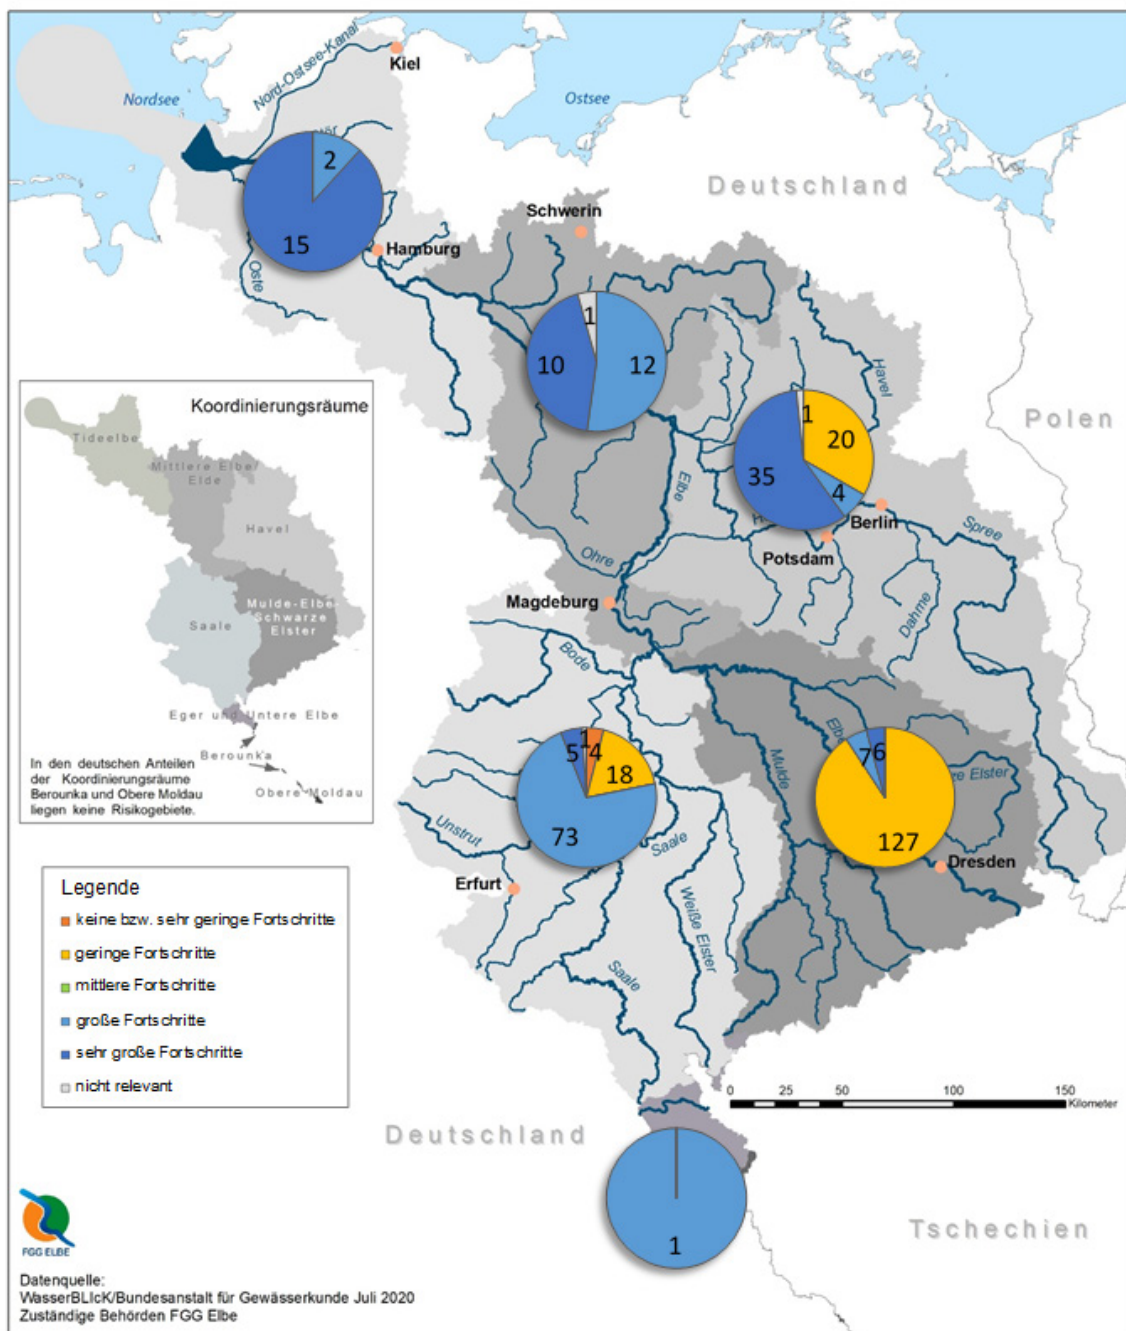 Kiel
Nord-Ostsee-Kanal
Nordsee
Ostsee
2
15
Deutschland
Schwerin
Hamburg
Oste
1
10
12
Havel
Polen
Koordinierungsräume
Tideelbe
Mittlere Elbe/
Elde
Havel
Saale
Mulde-Elbe-
Schwarze
Elster
Eger und Untere Elbe
Berounka
Obere Moldau
In den deutschen Anteilen
der Koordinierungsräume
Berounka und Obere Moldau
liegen keine Risikogebiete.
1
20
35
4
Elbe
Berlin
Spree
Potsdam
Ohre
Magdeburg
Dahme
Bode
5
1
4
18
73
Mulde
7
6
127
Unstrut
Saale
Dresden
Erfurt
Weiße Elster
Saale
Legende
keine bzw. sehr geringe Fortschritte
geringe Fortschritte
mittlere Fortschritte
große Fortschritte
sehr große Fortschritte
nicht relevant
0 25 50 100 150
Kilometer
Deutschland
1
Tschechien
FGG ELBE
Datenquelle:
WasserBLIcK/Bundesanstalt für Gewässerkunde Juli 2020
Zuständige Behörden FGG Elbe